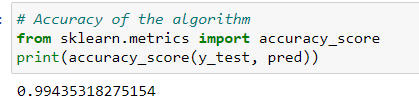 # Accuracy of the algorithm
from sklearn.metrics import accuracy_score
print(accuracy_score(y_test, pred))
0.99435318275154